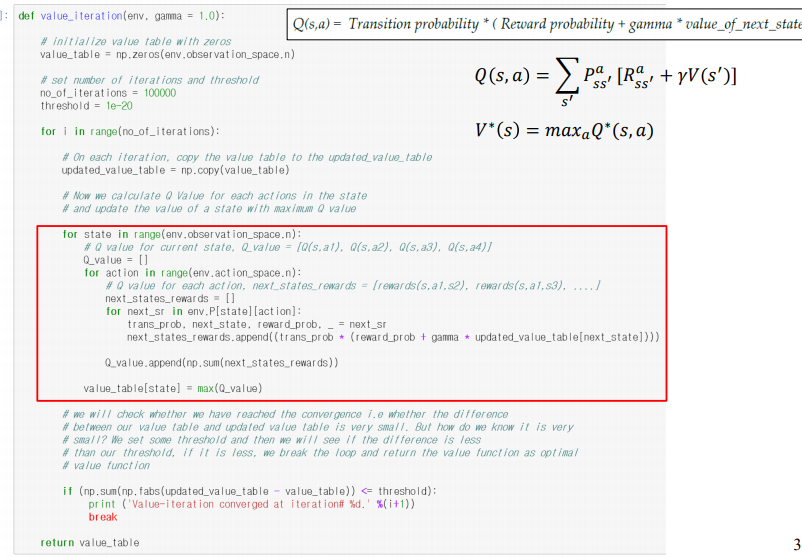 ]: def value_iteration(env, gamma = 1.0):
Q(s,a) = Transition probability * ( Reward probability + gamma * value_of_next_state
# initialize value table with zeros
value_table = np.zeros(env.observation_space.n)
# set number of iterations and threshold
no_of_iterations = 100000
threshold = 1e-20
for i in range(no_of_iterations):
# On each iteration, copy the value table to the updated_value_table
updated_value_table = np.copy(value_table)
# Now we calculate Q Value for each actions in the state
# and update the value of a state with maximum Q value
for state in range(env.observation_space.n):
# Q value for current state, Q_value = [Q(s,a1), Q(s,a2), Q(s,a3), Q(s,a4)]
Q_value = []
for action in range(env.action_space.n):
# Q value for each action, next_states_rewards = [rewards(s,a1,s2), rewards(s,a1,s3), ....]
next_states_rewards = []
for next_sr in env.P[state][action]:
trans_prob, next_state, reward_prob, _ = next_sr
next_states_rewards.append((trans_prob * (reward_prob + gamma * updated_value_table[next_state])))
Q_value.append(np.sum(next_states_rewards))
value_table[state] = max(Q_value)
# we will check whether we have reached the convergence i.e whether the difference
# between our value table and updated value table is very small. But how do we know it is very
# small? We set some threshold and then we will see if the difference is less
# than our threshold, if it is less, we break the loop and return the value function as optimal
# value function
if (np.sum(np.fabs(updated_value_table - value_table)) <= threshold):
print ('Value-iteration converged at iteration# %d.' %(i+1))
break
return value_table
Q(s, a) = ∑s' Pᵃss' [Rᵃss' + γV(s')]
V*(s) = maxₐQ*(s, a)
3